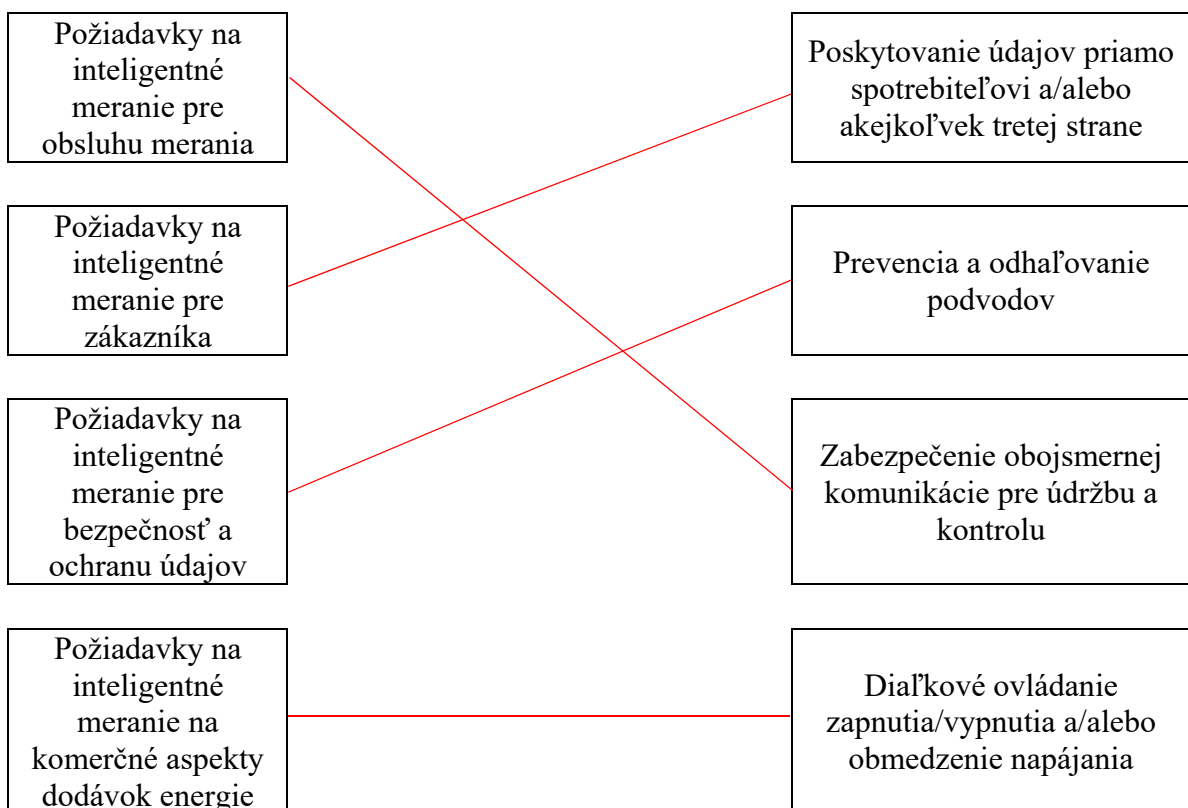 Požiadavky na
inteligentné
meranie pre
obsluhu merania
Poskytovanie údajov priamo
spotrebiteľovi a/alebo
akejkoľvek tretej strane
Požiadavky na
inteligentné
meranie pre
zákazníka
Prevencia a odhaľovanie
podvodov
Požiadavky na
inteligentné
meranie pre
bezpečnosť a
ochranu údajov
Zabezpečenie obojsmernej
komunikácie pre údržbu a
kontrolu
Požiadavky na
inteligentné
meranie na
komerčné aspekty
dodávok energie
Diaľkové ovládanie
zapnutia/vypnutia a/alebo
obmedzenie napájania